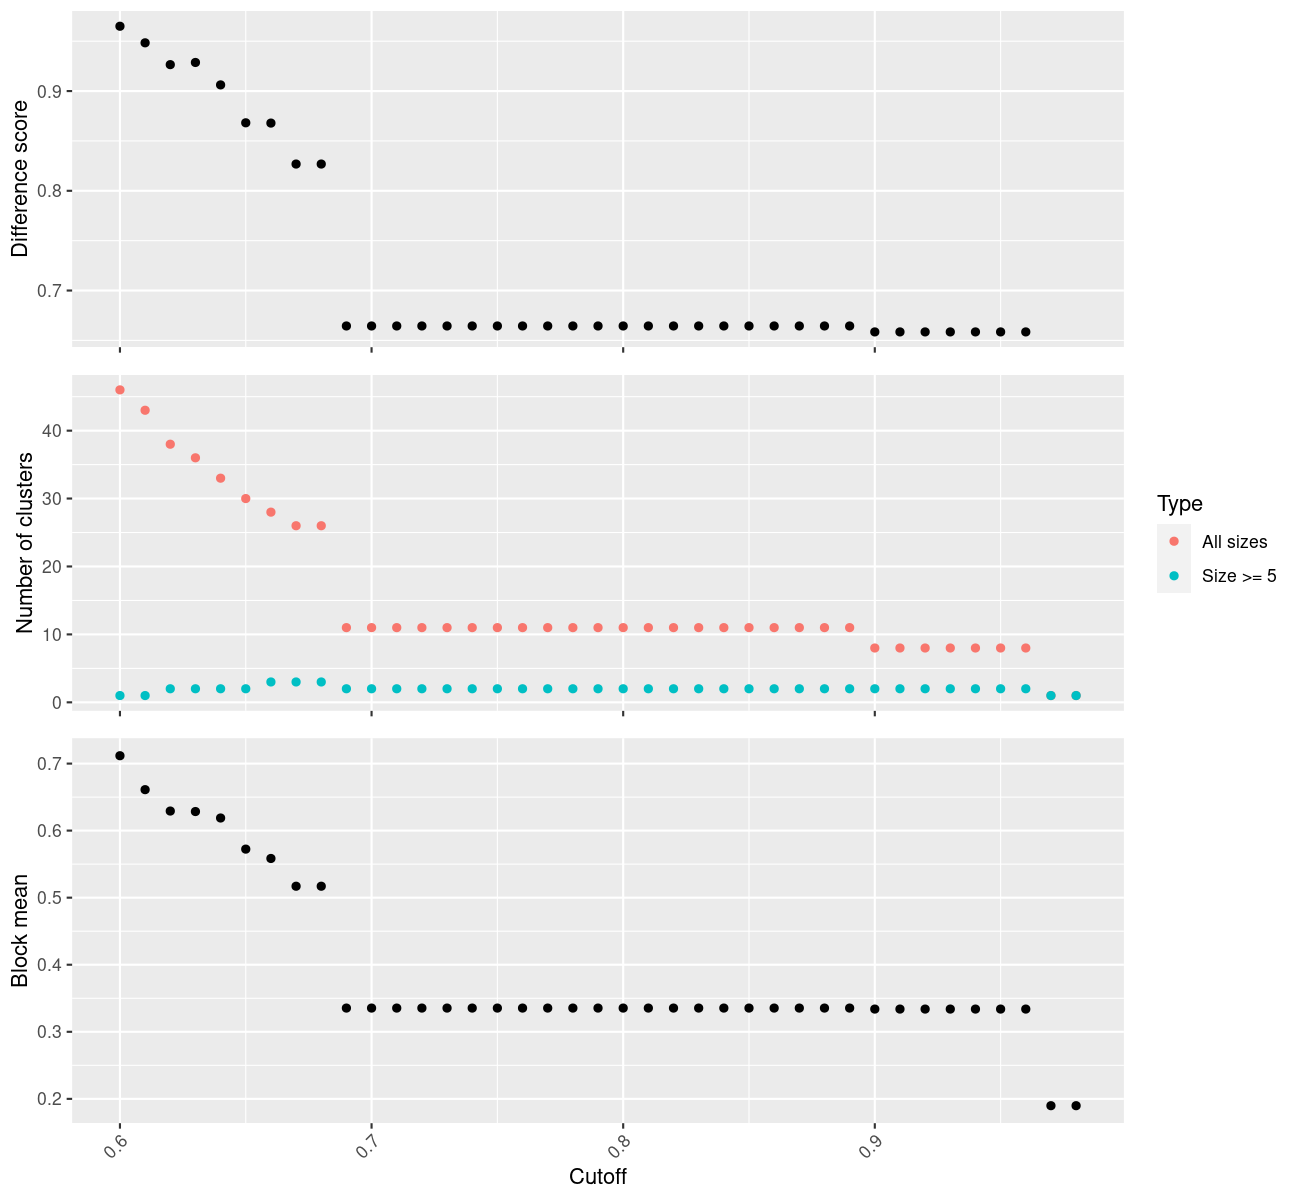 Difference score
0.9
0.8
0.7
Number of clusters
40
30
20
10
0
Type
All sizes
Size >= 5
Block mean
0.7
0.6
0.5
0.4
0.3
0.2
0.6
0.7
0.8
0.9
Cutoff